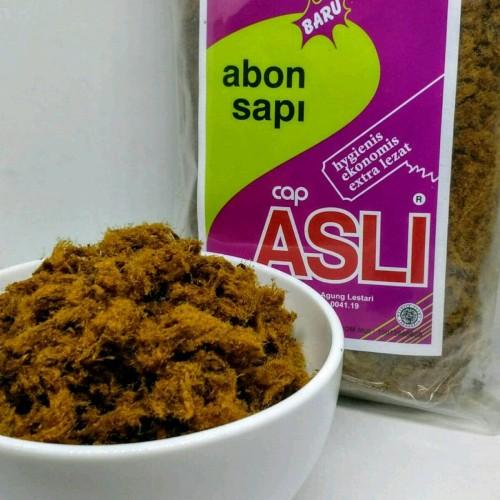 BARU
abon
sapi
hygienis
ekonomis
extra lezat
cap
ASLI
®
Agung Lestari
0041.19